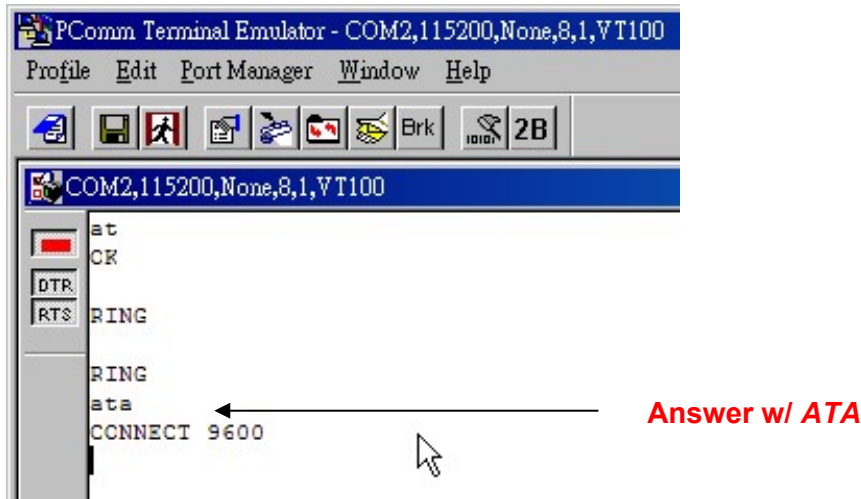 PComm Terminal Emulator - COM2,115200,None,8,1,VT100
Profile Edit Port Manager Window Help
Brk 2B
COM2,115200,None,8,1,VT100
at
OK
DTR
RTS RING
RING
ata
CONNECT 9600
Answer w/ ATA